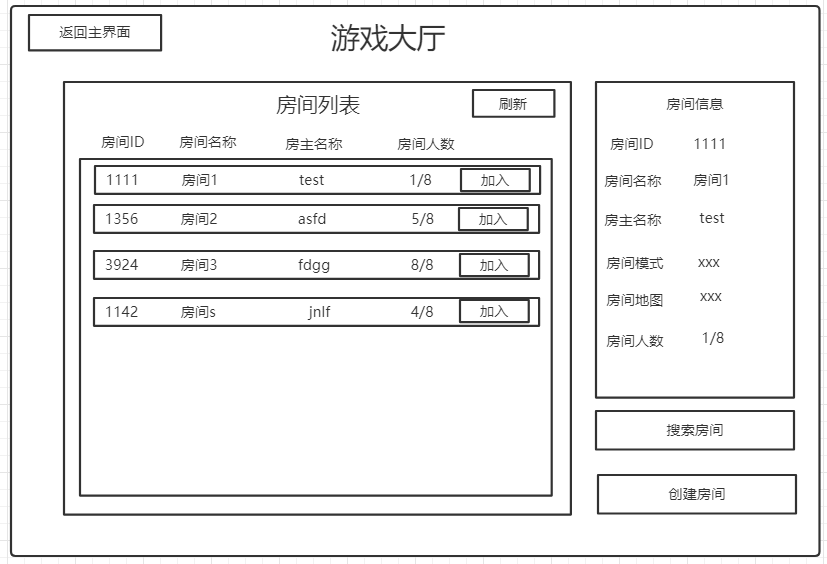 返回主界面
游戏大厅
房间列表
刷新
房间ID 房间名称 房主名称 房间人数
1111 房间1 test 1/8 加入
1356 房间2 asfd 5/8 加入
3924 房间3 fdgg 8/8 加入
1142 房间s jnlf 4/8 加入
房间信息
房间ID 1111
房间名称 房间1
房主名称 test
房间模式 xxx
房间地图 xxx
房间人数 1/8
搜索房间
创建房间